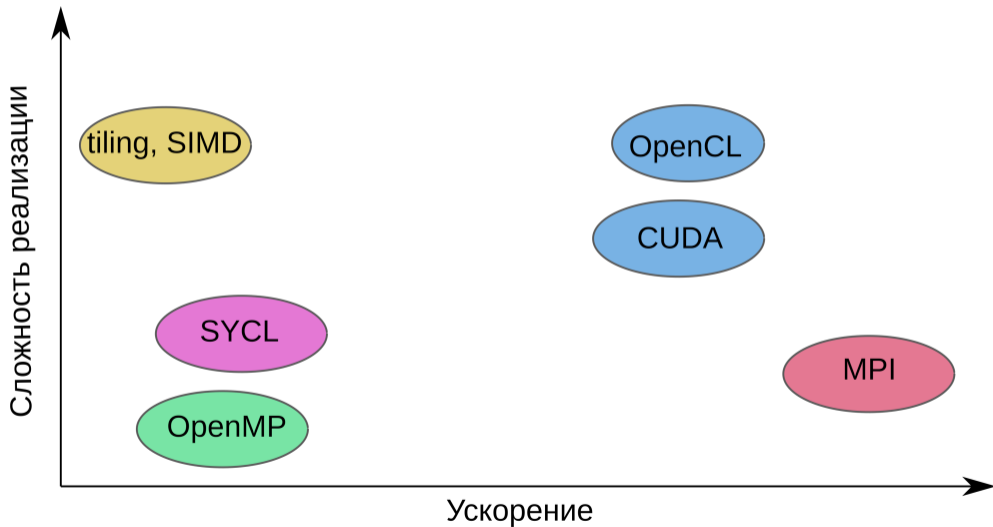 Сложность реализации
tiling, SIMD
OpenCL
CUDA
SYCL
MPI
OpenMP
Ускорение